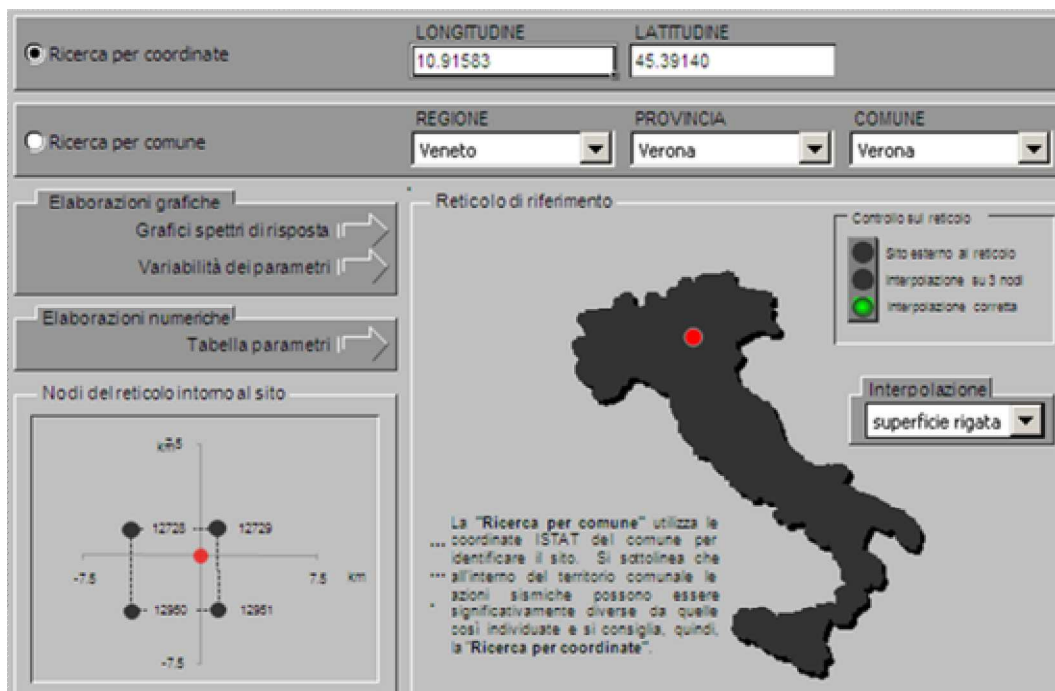 LONGITUDINE LATITUDINE
Ricerca per coordinate 10.91583 45.39140
REGIONE PROVINCIA COMUNE
Ricerca per comune Veneto Verona Verona
Elaborazioni grafiche
Grafici spettri di risposta
Variabilità dei parametri
Elaborazioni numeriche
Tabella parametri
Nodi del reticolo intorno al sito
km 7.5
12728 12729
-7.5 7.5 km
12950 12951
-7.5
Reticolo di riferimento
Controllo sul reticolo
Sito esterno al reticolo
Interpolazione su 3 nodi
Interpolazione corretta
Interpolazione
superficie rigata
La "Ricerca per comune" utilizza le
coordinate ISTAT del comune per
identificare il sito. Si sottolinea che
all'interno del territorio comunale le
azioni sismiche possono essere
significativamente diverse da quelle
così individuate e si consiglia, quindi,
la "Ricerca per coordinate".